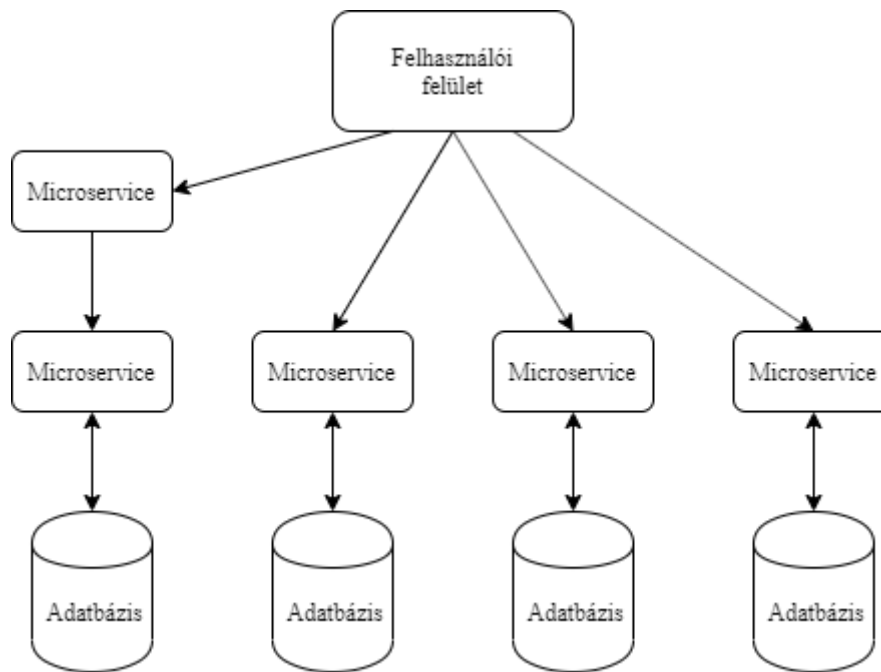 Felhasználói
felület
Microservice
Microservice
Microservice
Microservice
Microservice
Adatbázis
Adatbázis
Adatbázis
Adatbázis